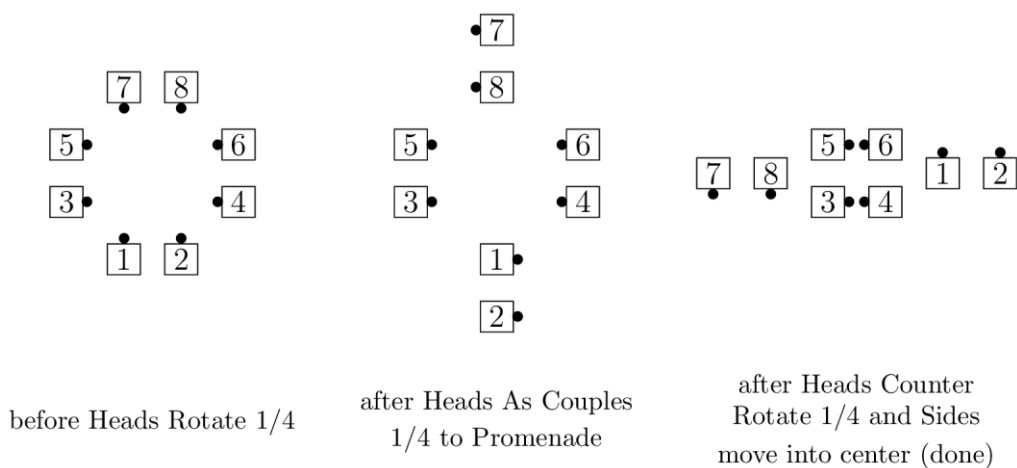 7 8
5 6
3 4
1 2
before Heads Rotate 1/4
7
8
5 6
3 4
1
2
after Heads As Couples
1/4 to Promenade
5 6
7 8 1 2
3 4
after Heads Counter
Rotate 1/4 and Sides
move into center (done)